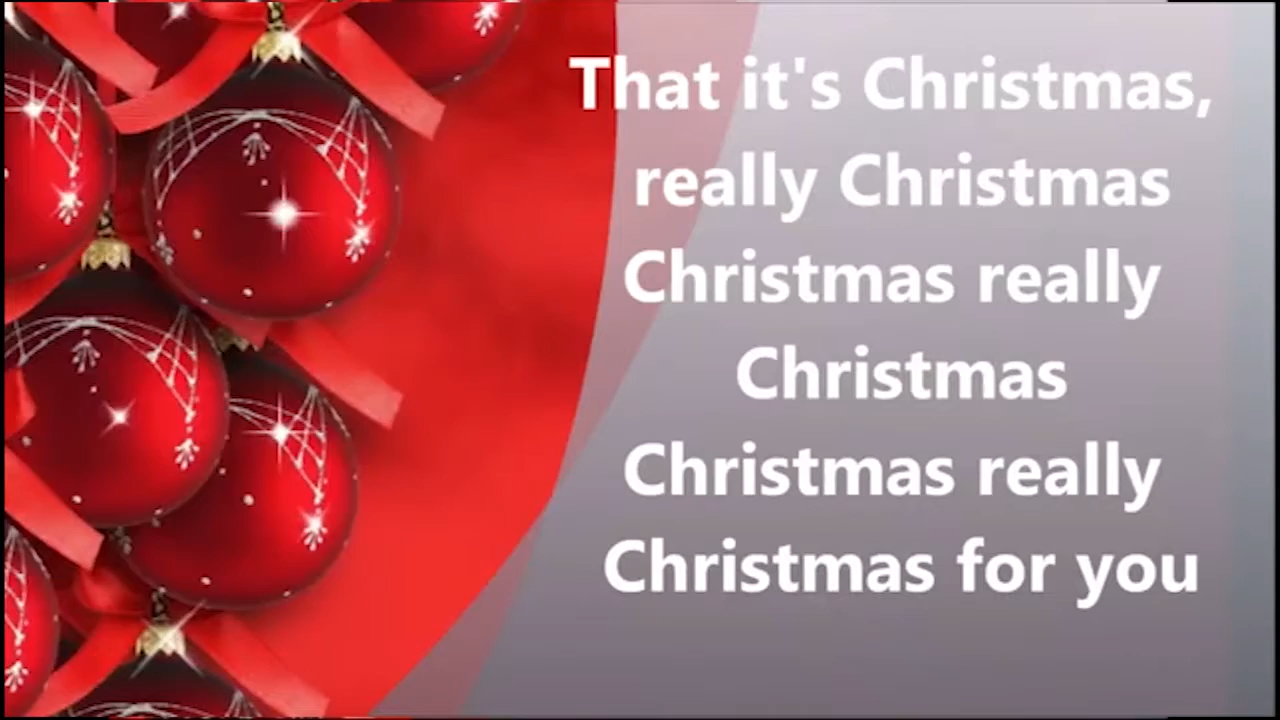 That it's Christmas,
really Christmas
Christmas really
Christmas
Christmas really
Christmas for you